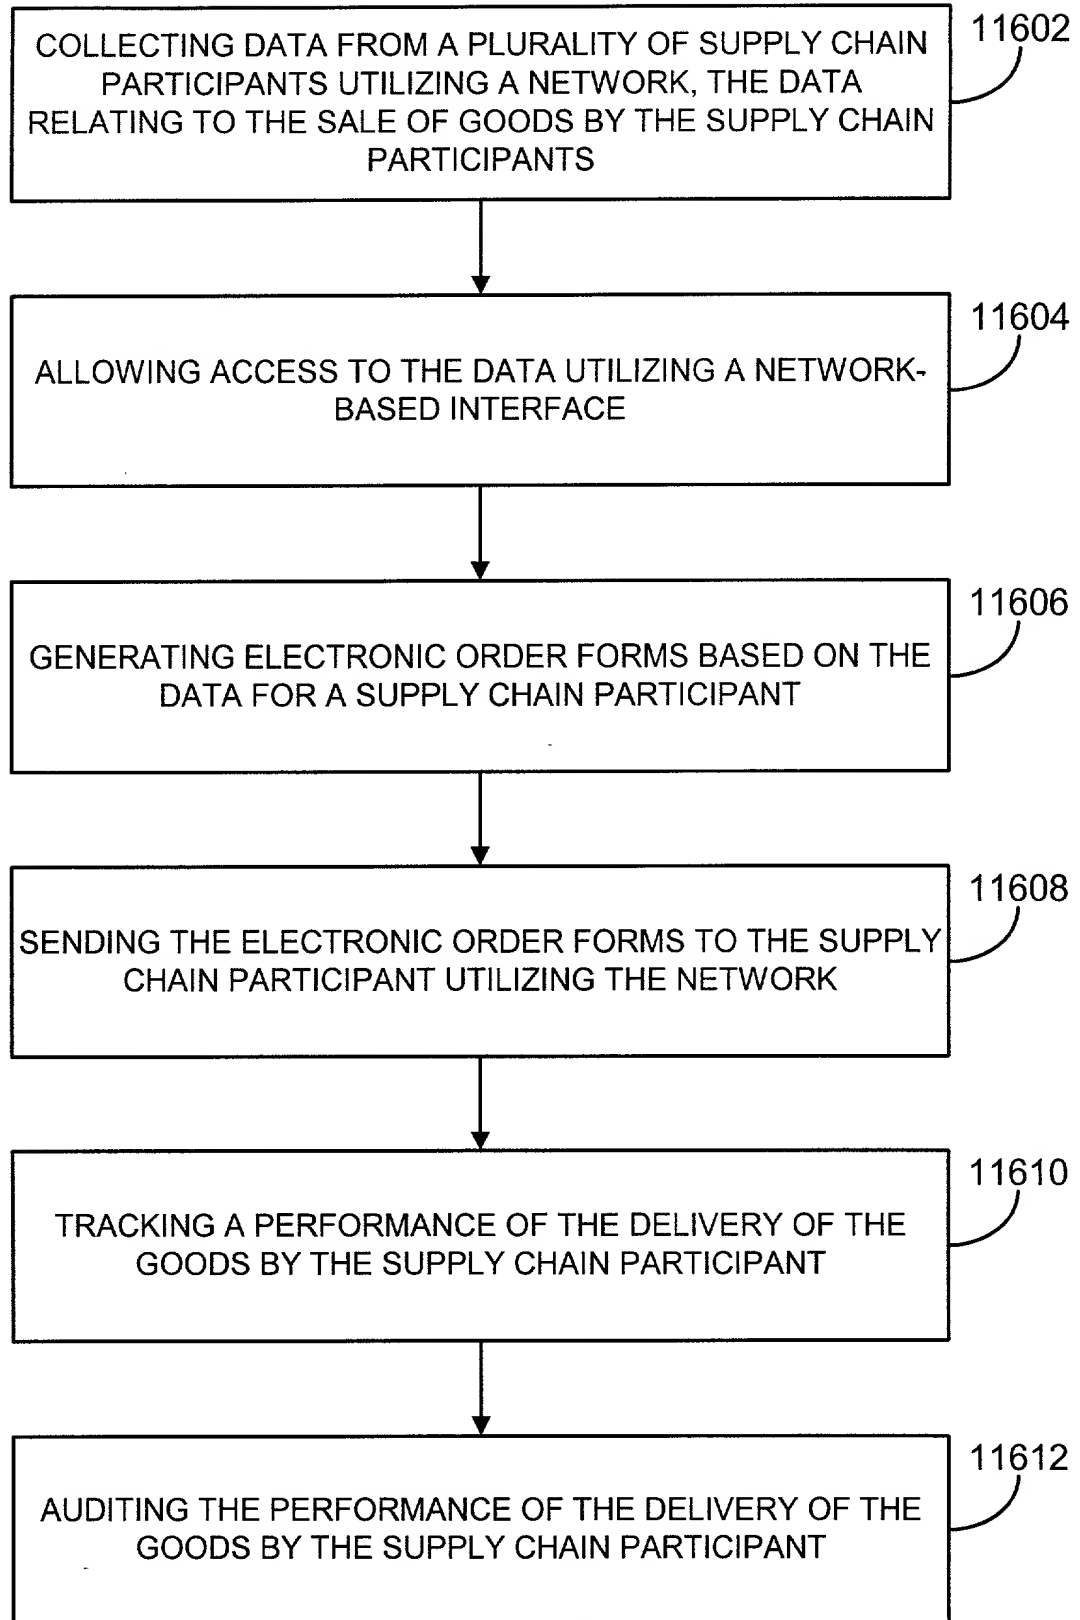 11602
COLLECTING DATA FROM A PLURALITY OF SUPPLY CHAIN
PARTICIPANTS UTILIZING A NETWORK, THE DATA
RELATING TO THE SALE OF GOODS BY THE SUPPLY CHAIN
PARTICIPANTS
11604
ALLOWING ACCESS TO THE DATA UTILIZING A NETWORK-
BASED INTERFACE
11606
GENERATING ELECTRONIC ORDER FORMS BASED ON THE
DATA FOR A SUPPLY CHAIN PARTICIPANT
11608
SENDING THE ELECTRONIC ORDER FORMS TO THE SUPPLY
CHAIN PARTICIPANT UTILIZING THE NETWORK
11610
TRACKING A PERFORMANCE OF THE DELIVERY OF THE
GOODS BY THE SUPPLY CHAIN PARTICIPANT
11612
AUDITING THE PERFORMANCE OF THE DELIVERY OF THE
GOODS BY THE SUPPLY CHAIN PARTICIPANT